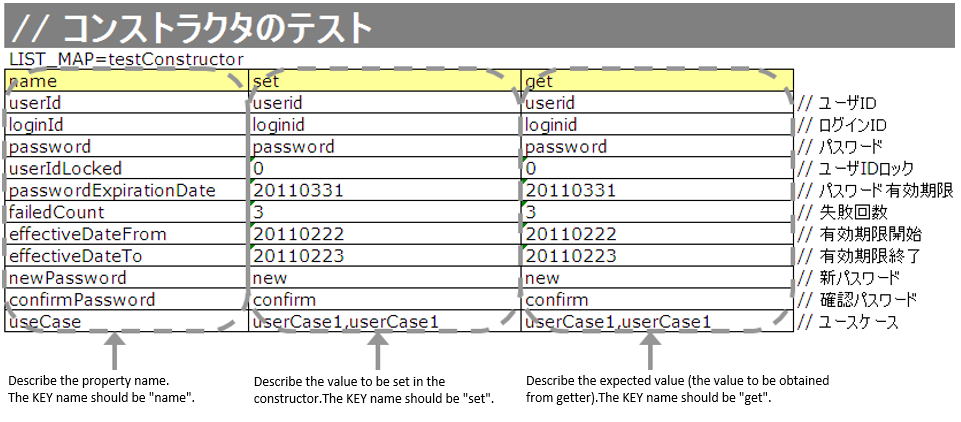 // コンストラクタのテスト
LIST_MAP=testConstructor
name set get
userId userid userid // ユーザID
loginId loginid loginid // ログインID
password password password // パスワード
userIdLocked 0 0 // ユーザIDロック
passwordExpirationDate 20110331 20110331 // パスワード有効期限
failedCount 3 3 // 失敗回数
effectiveDateFrom 20110222 20110222 // 有効期限開始
effectiveDateTo 20110223 20110223 // 有効期限終了
newPassword new new // 新パスワード
confirmPassword confirm confirm // 確認パスワード
useCase userCase1,userCase1 userCase1,userCase1 // ユースケース
Describe the property name.
The KEY name should be "name".
Describe the value to be set in the
constructor.The KEY name should be "set".
Describe the expected value (the value to be obtained
from getter).The KEY name should be "get".